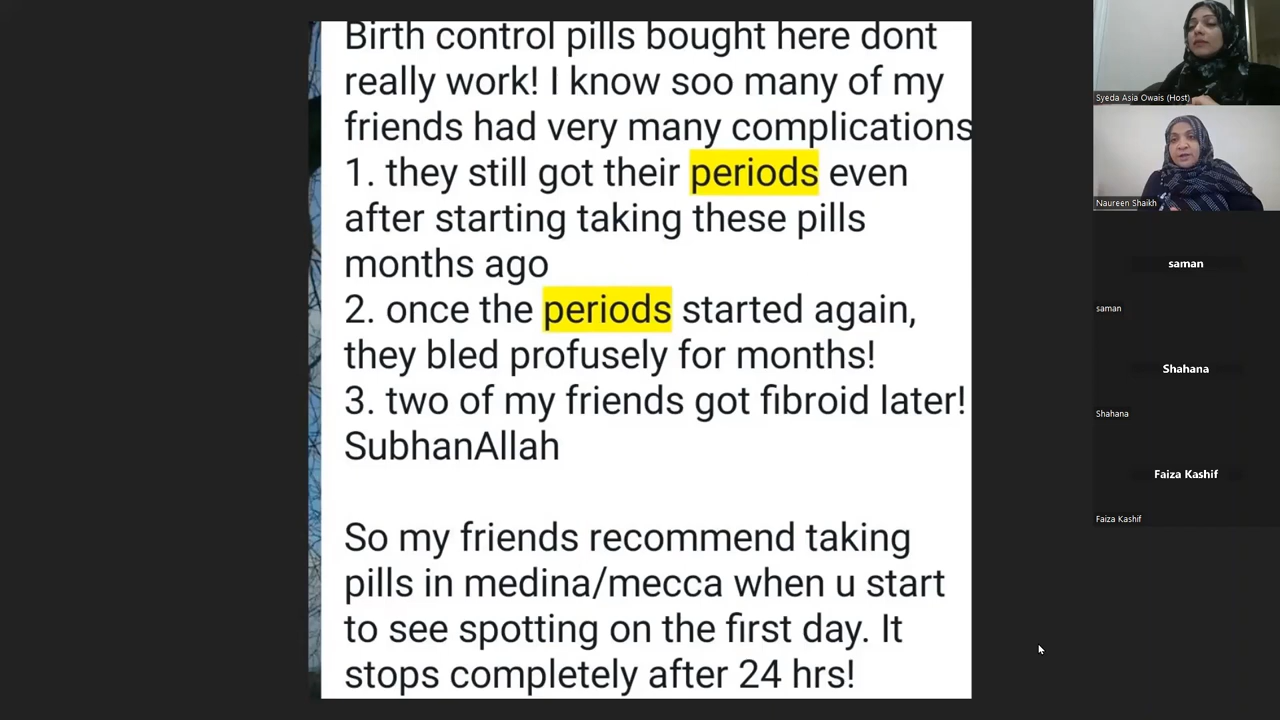 Birth control pills bought here dont
really work! I know soo many of my
friends had very many complications
1. they still got their periods even
after starting taking these pills
months ago
2. once the periods started again,
they bled profusely for months!
3. two of my friends got fibroid later!
SubhanAllah
So my friends recommend taking
pills in medina/mecca when u start
to see spotting on the first day. It
stops completely after 24 hrs!
Syeda Asia Owais (Host)
Naureen Shaikh
saman
saman
Shahana
Shahana
Faiza Kashif
Faiza Kashif